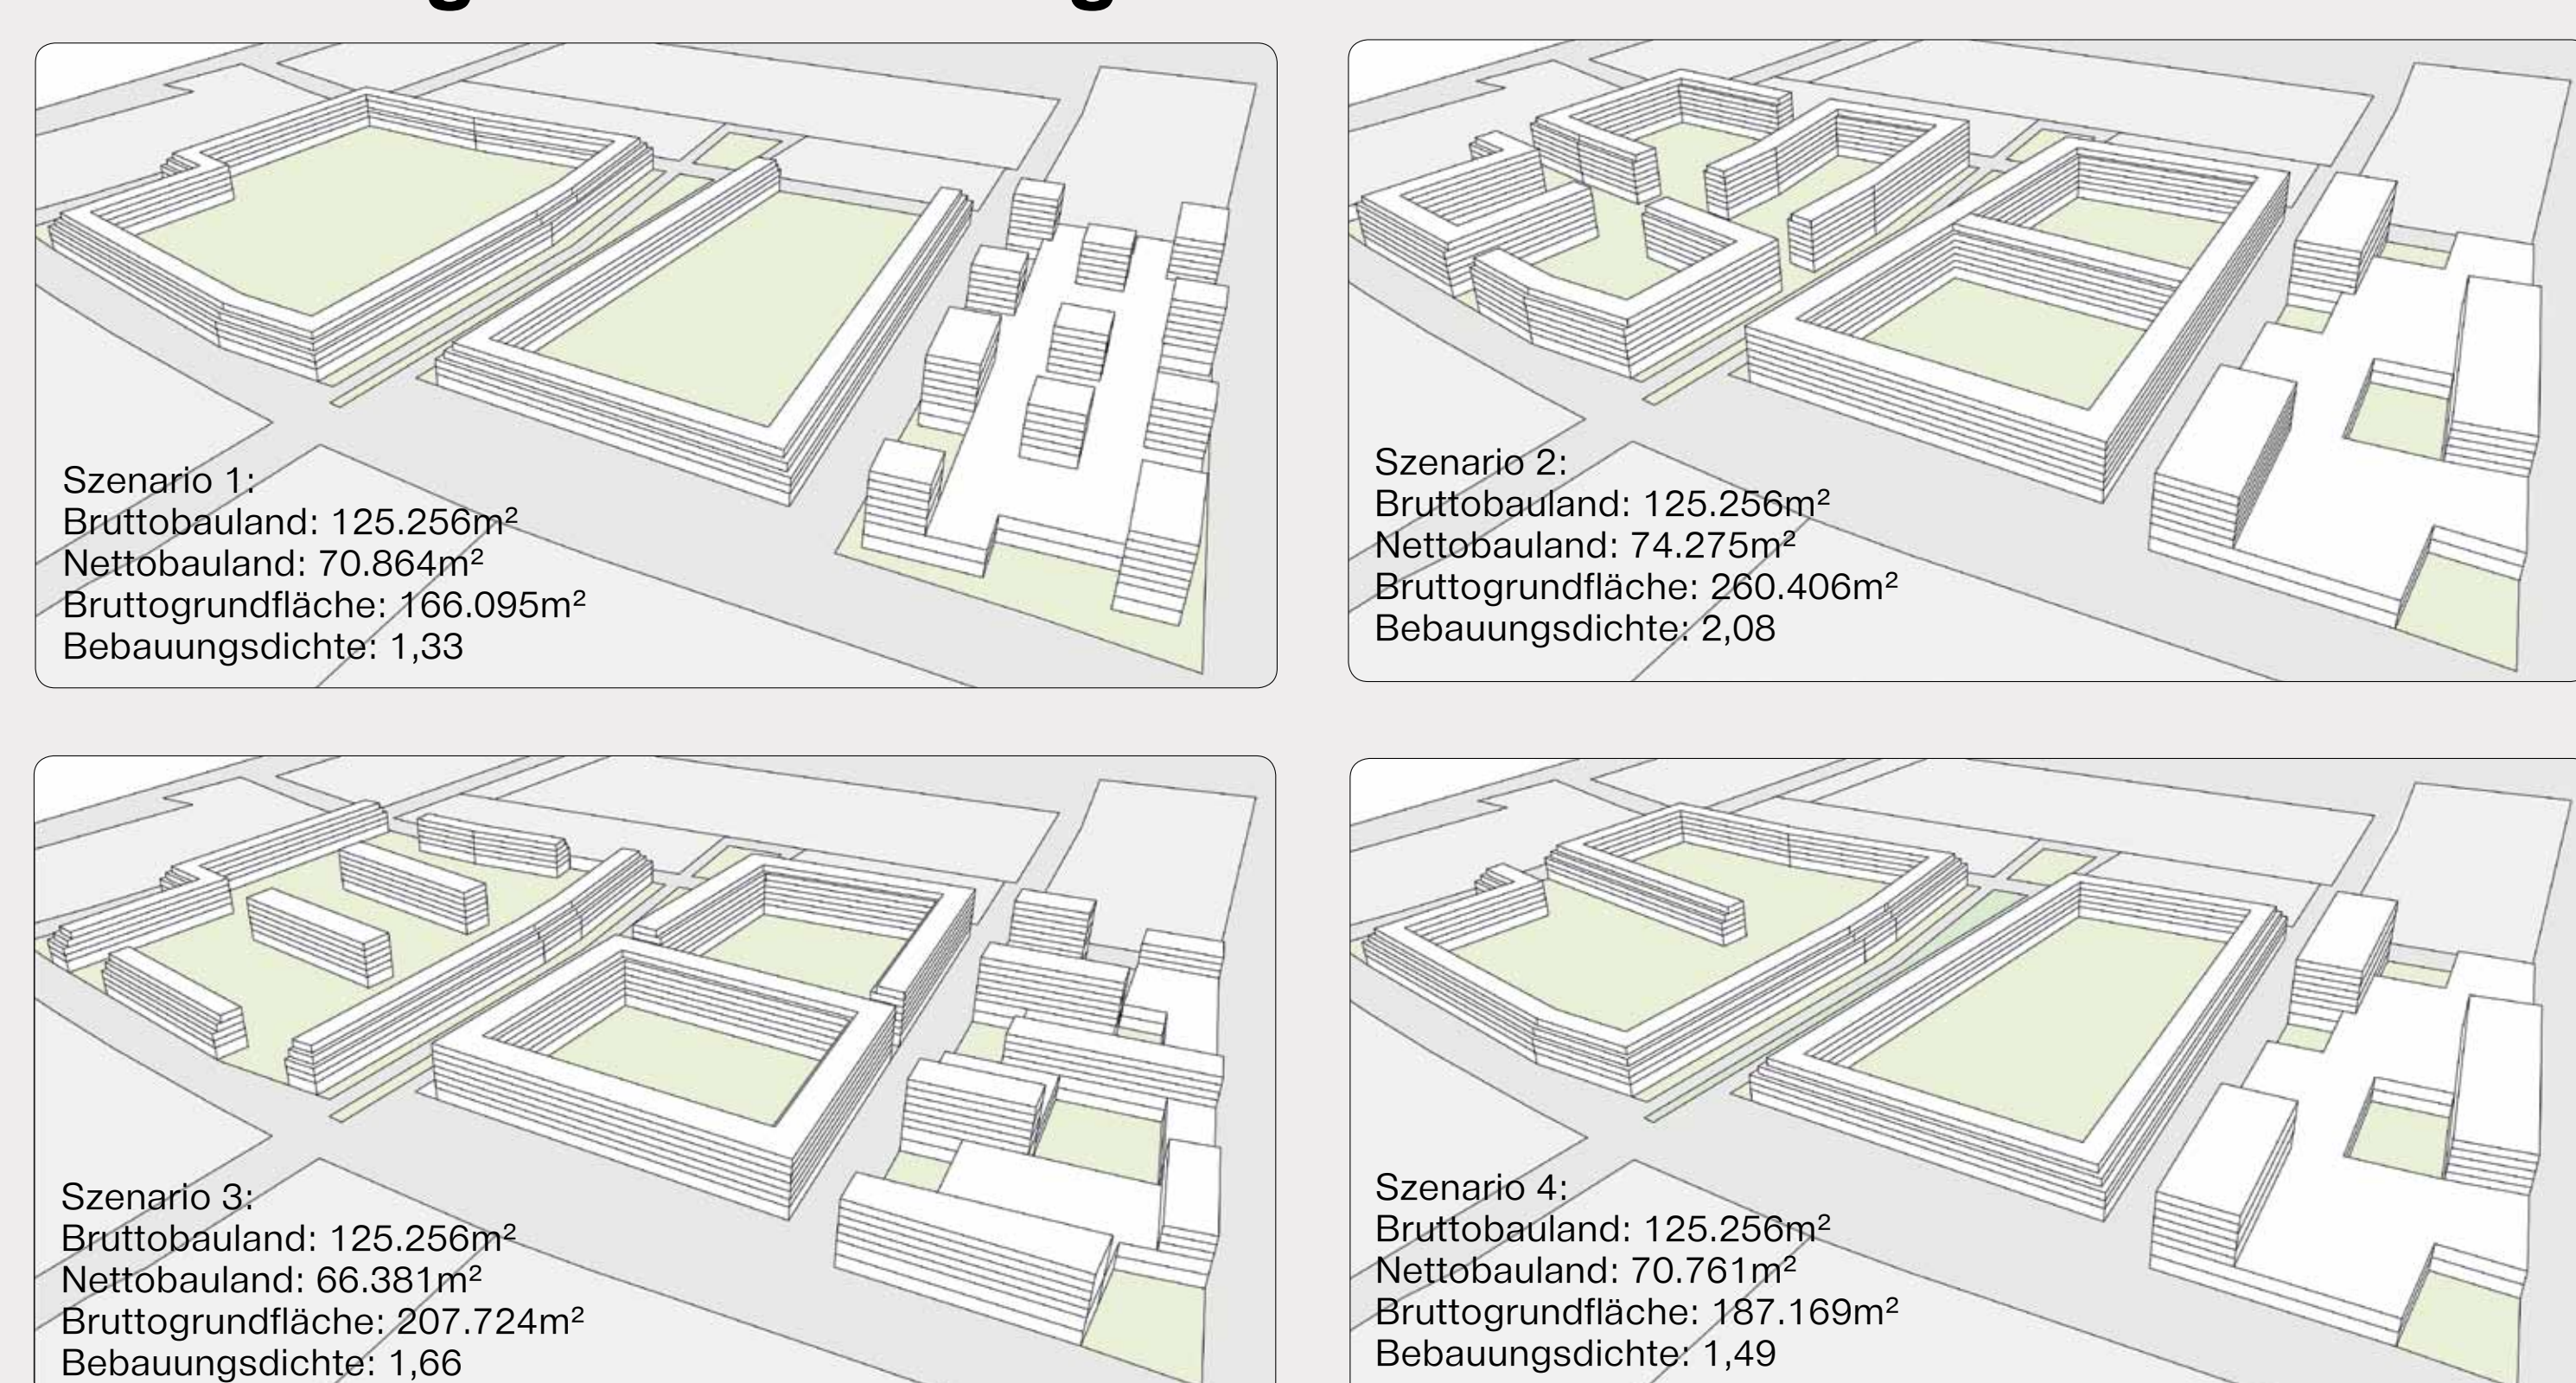 Szenario 1:
Bruttobauland: 125.256m²
Nettobauland: 70.864m²
Bruttogrundfläche: 166.095m²
Bebauungsdichte: 1,33
Szenario 2:
Bruttobauland: 125.256m²
Nettobauland: 74.275m²
Bruttogrundfläche: 260.406m²
Bebauungsdichte: 2,08
Szenario 3:
Bruttobauland: 125.256m²
Nettobauland: 66.381m²
Bruttogrundfläche: 207.724m²
Bebauungsdichte: 1,66
Szenario 4:
Bruttobauland: 125.256m²
Nettobauland: 70.761m²
Bruttogrundfläche: 187.169m²
Bebauungsdichte: 1,49